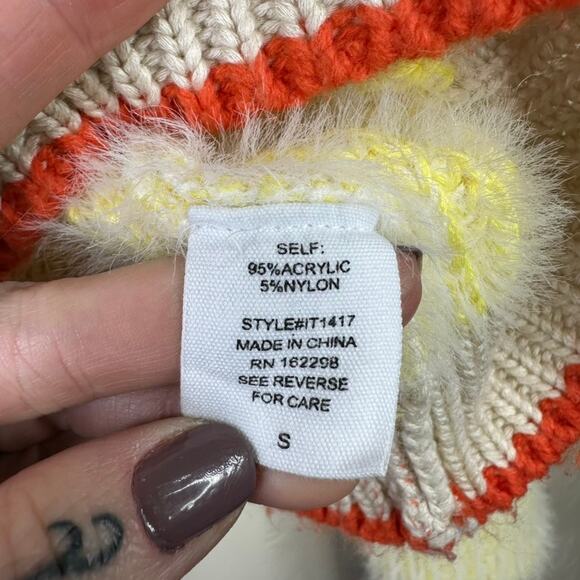 SELF:
95%ACRYLIC
5%NYLON
STYLE#IT1417
MADE IN CHINA
RN 162298
SEE REVERSE
FOR CARE
S